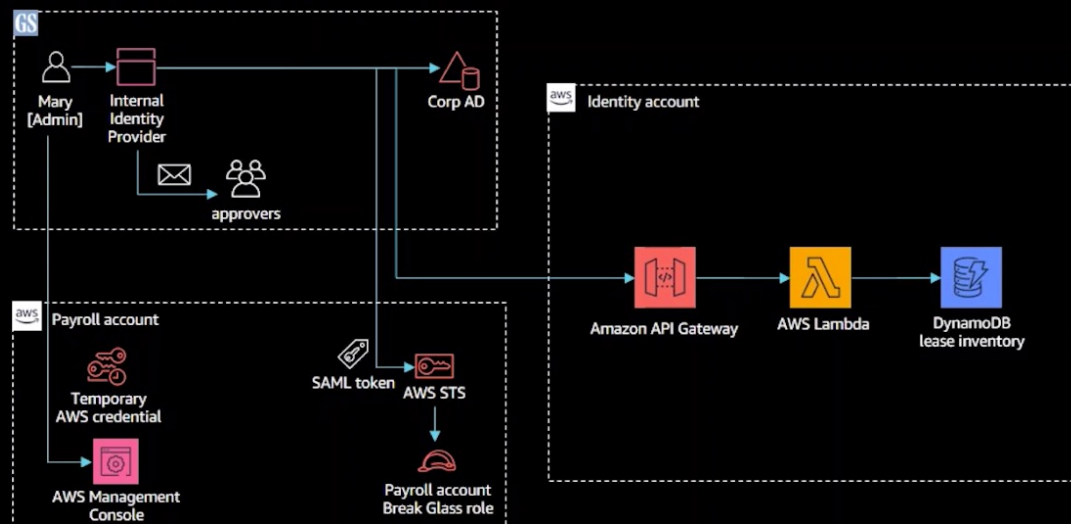 GS
Mary
[Admin]
Internal
Identity
Provider
Corp AD
approvers
aws
Identity account
Amazon API Gateway
AWS Lambda
DynamoDB
lease inventory
aws
Payroll account
Temporary
AWS credential
SAML token
AWS STS
AWS Management
Console
Payroll account
Break Glass role